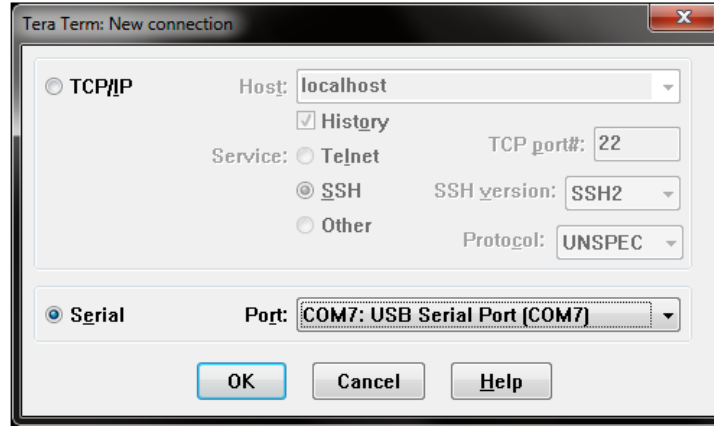 Tera Term: New connection
x
TCP/IP Host: localhost
History
Service: Telnet TCP port#: 22
SSH SSH version: SSH2
Other Protocol: UNSPEC
Serial Port: COM7: USB Serial Port (COM7)
OK Cancel Help